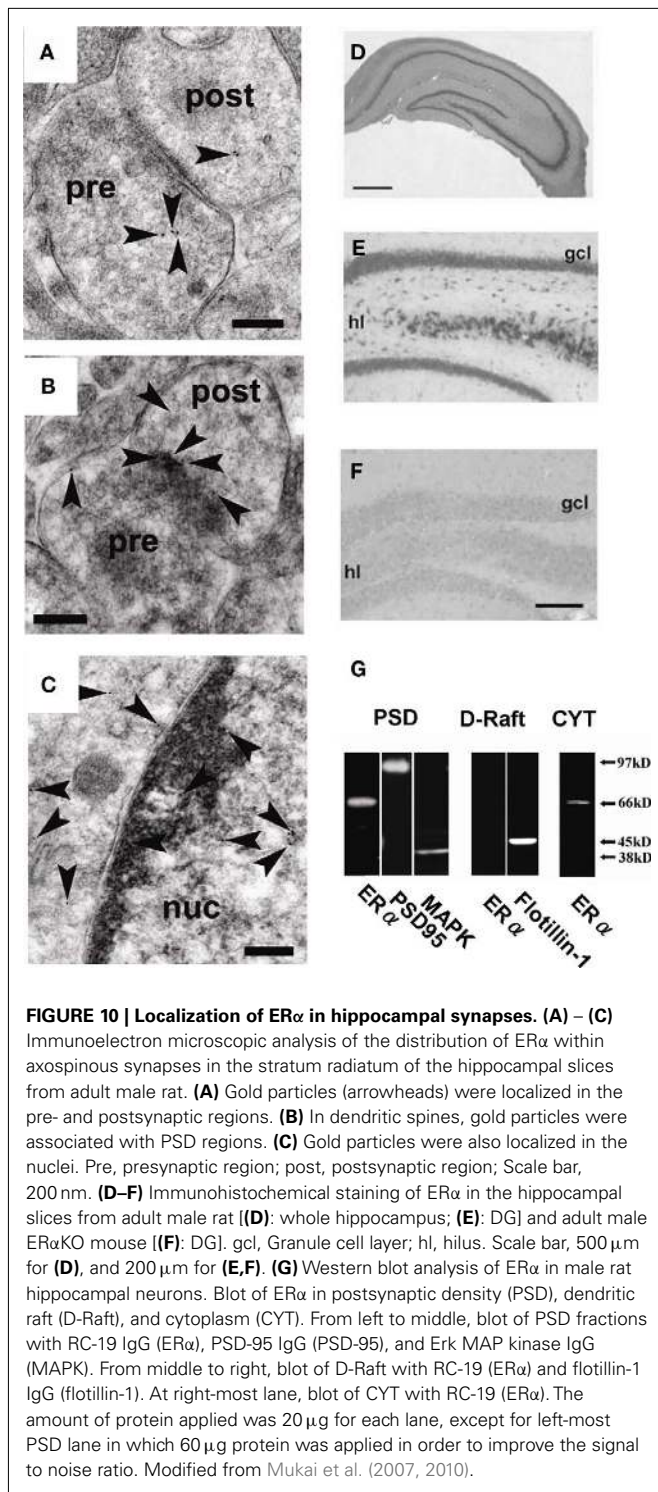 A
post
pre
B
post
pre
C
nuc
D
E
gcl
hl
F
gcl
hl
G
PSD D-Raft CYT
97kD
66kD
45kD
38kD
ERα
PSD95
MAPK
ERα
Flotillin-1
ERα
FIGURE 10 | Localization of ERα in hippocampal synapses. (A) – (C)
Immunoelectron microscopic analysis of the distribution of ERα within
axospinous synapses in the stratum radiatum of the hippocampal slices
from adult male rat. (A) Gold particles (arrowheads) were localized in the
pre- and postsynaptic regions. (B) In dendritic spines, gold particles were
associated with PSD regions. (C) Gold particles were also localized in the
nuclei. Pre, presynaptic region; post, postsynaptic region; Scale bar,
200 nm. (D–F) Immunohistochemical staining of ERα in the hippocampal
slices from adult male rat [(D): whole hippocampus; (E): DG] and adult male
ERαKO mouse [(F): DG]. gcl, Granule cell layer; hl, hilus. Scale bar, 500 μm
for (D), and 200 μm for (E,F). (G) Western blot analysis of ERα in male rat
hippocampal neurons. Blot of ERα in postsynaptic density (PSD), dendritic
raft (D-Raft), and cytoplasm (CYT). From left to middle, blot of PSD fractions
with RC-19 IgG (ERα), PSD-95 IgG (PSD-95), and Erk MAP kinase IgG
(MAPK). From middle to right, blot of D-Raft with RC-19 (ERα) and flotillin-1
IgG (flotillin-1). At right-most lane, blot of CYT with RC-19 (ERα). The
amount of protein applied was 20 μg for each lane, except for left-most
PSD lane in which 60 μg protein was applied in order to improve the signal
to noise ratio. Modified from Mukai et al. (2007, 2010).